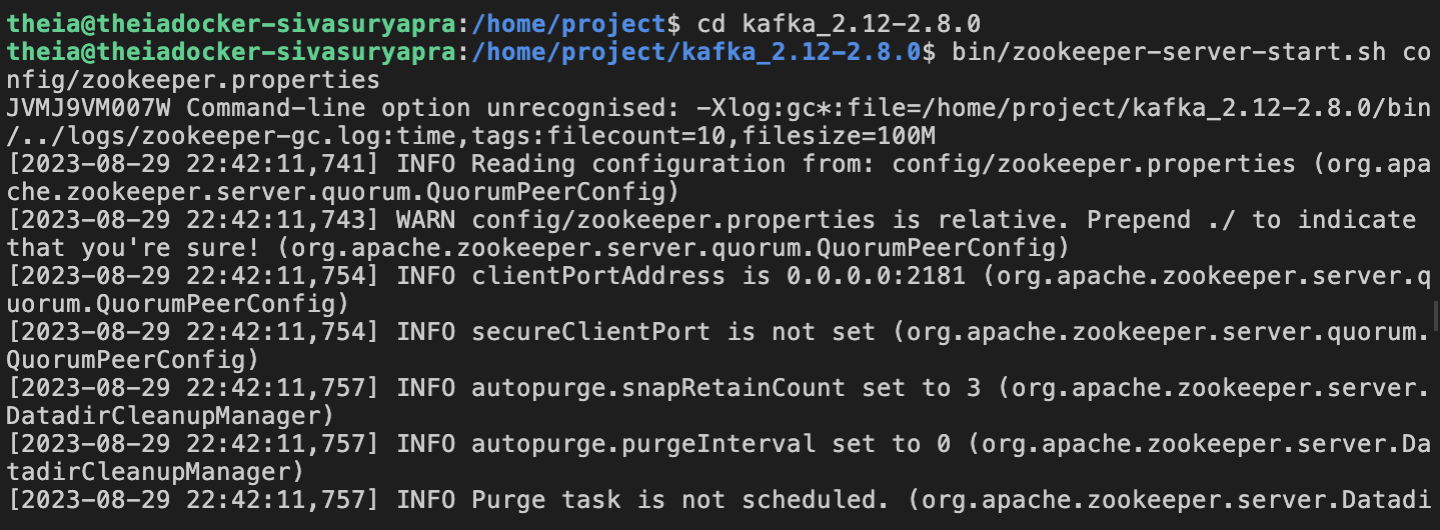 theia@theiadocker-sivasuryapra:/home/project$ cd kafka_2.12-2.8.0
theia@theiadocker-sivasuryapra:/home/project/kafka_2.12-2.8.0$ bin/zookeeper-server-start.sh co
nfig/zookeeper.properties
JVMJ9VM007W Command-line option unrecognised: -Xlog:gc*:file=/home/project/kafka_2.12-2.8.0/bin
/../logs/zookeeper-gc.log:time,tags:filecount=10,filesize=100M
[2023-08-29 22:42:11,741] INFO Reading configuration from: config/zookeeper.properties (org.apa
che.zookeeper.server.quorum.QuorumPeerConfig)
[2023-08-29 22:42:11,743] WARN config/zookeeper.properties is relative. Prepend ./ to indicate
that you're sure! (org.apache.zookeeper.server.quorum.QuorumPeerConfig)
[2023-08-29 22:42:11,754] INFO clientPortAddress is 0.0.0.0:2181 (org.apache.zookeeper.server.q
uorum.QuorumPeerConfig)
[2023-08-29 22:42:11,754] INFO secureClientPort is not set (org.apache.zookeeper.server.quorum.
QuorumPeerConfig)
[2023-08-29 22:42:11,757] INFO autopurge.snapRetainCount set to 3 (org.apache.zookeeper.server.
DatadirCleanupManager)
[2023-08-29 22:42:11,757] INFO autopurge.purgeInterval set to 0 (org.apache.zookeeper.server.Da
tadirCleanupManager)
[2023-08-29 22:42:11,757] INFO Purge task is not scheduled. (org.apache.zookeeper.server.Datadi